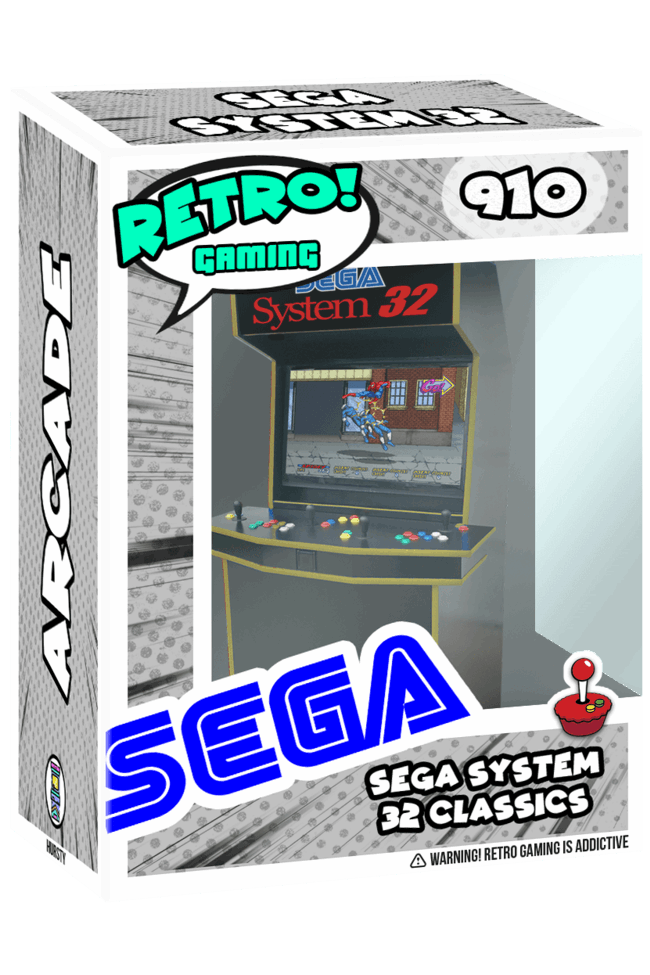 SEGA
SYSTEM 32
RETRO!
GAMING
910
ARCADE
SEGA
System 32
Go!
SEGA
SEGA SYSTEM
32 CLASSICS
WARNING! RETRO GAMING IS ADDICTIVE
HURSTY